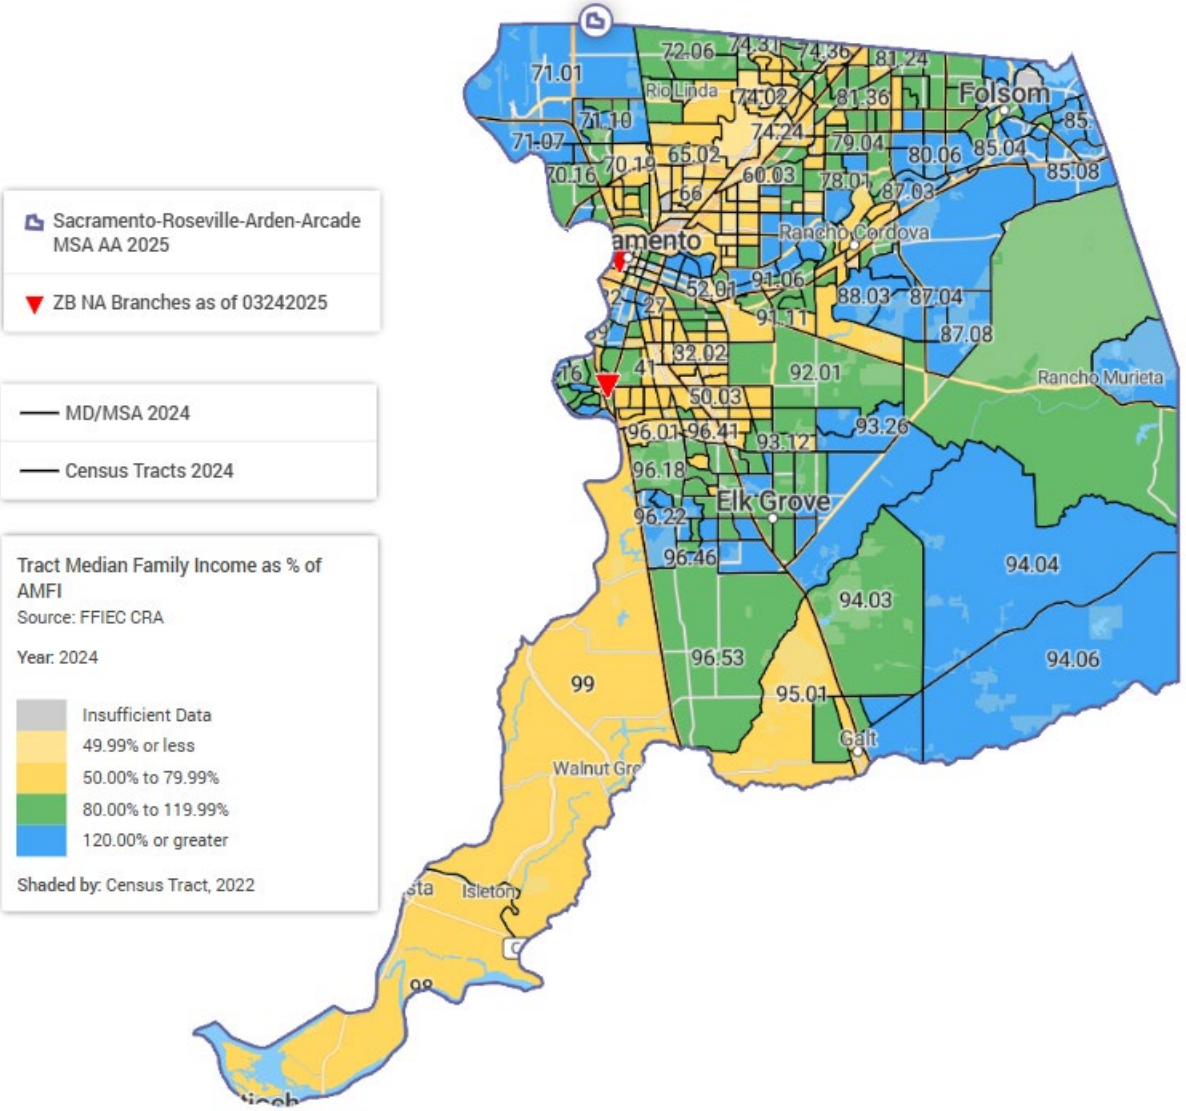 Sacramento-Roseville-Arden-Arcade
MSA AA 2025
ZB NA Branches as of 03242025
MD/MSA 2024
Census Tracts 2024
Tract Median Family Income as % of
AMFI
Source: FFIEC CRA
Year: 2024
Insufficient Data
49.99% or less
50.00% to 79.99%
80.00% to 119.99%
120.00% or greater
Shaded by: Census Tract, 2022
72.06 74.31 74.36 81.24
71.01
Rio Linda 74.02 81.36 Folsom
71.10 74.24 85.
71.07 79.04 85.04
70.19 65.02 80.06
70.16 60.03 78.01 85.08
66 87.03
amento Rancho Cordova
91.06
52.01
27 88.03 87.04
91.11
87.08
32.02
16 41 92.01 Rancho Murieta
50.03
96.01 96.41 93.12 93.26
96.18
Elk Grove
96.22
96.46 94.04
94.03
96.53 94.06
99 95.01
Galt
Walnut Gro
sta Isleton
C
98